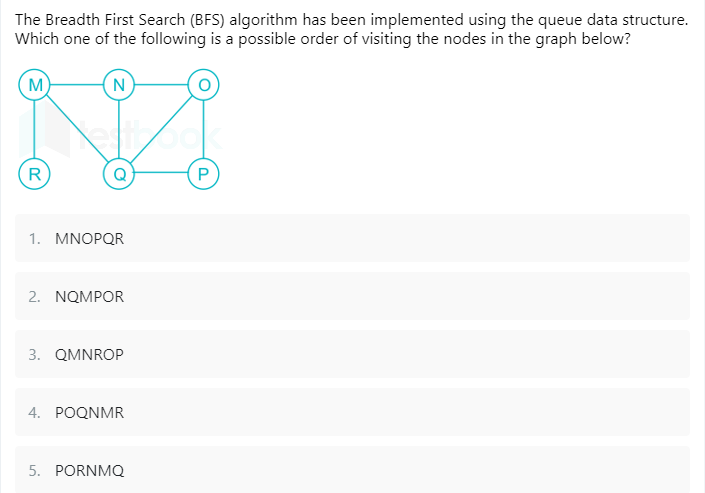 The Breadth First Search (BFS) algorithm has been implemented using the queue data structure.
Which one of the following is a possible order of visiting the nodes in the graph below?
M N O
testbook
R Q P
1. MNOPQR
2. NQMPOR
3. QMNROP
4. POQNMR
5. PORNMQ